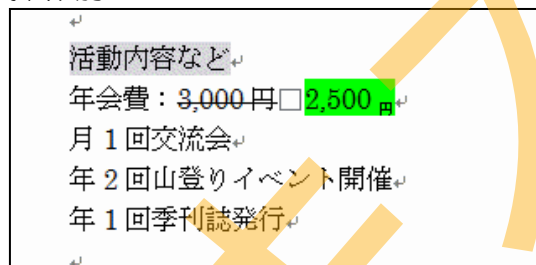 活動内容など
年会費：3,000円□2,500円
月1回交流会
年2回山登りイベント開催
年1回季刊誌発行